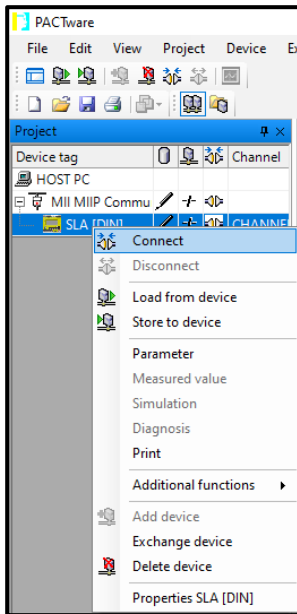 PACTware
File Edit View Project Device
Project
Device tag Channel
HOST PC
MII MIIP Commu
SLA [DIN] CHANNEL
Connect
Disconnect
Load from device
Store to device
Parameter
Measured value
Simulation
Diagnosis
Print
Additional functions
Add device
Exchange device
Delete device
Properties SLA [DIN]